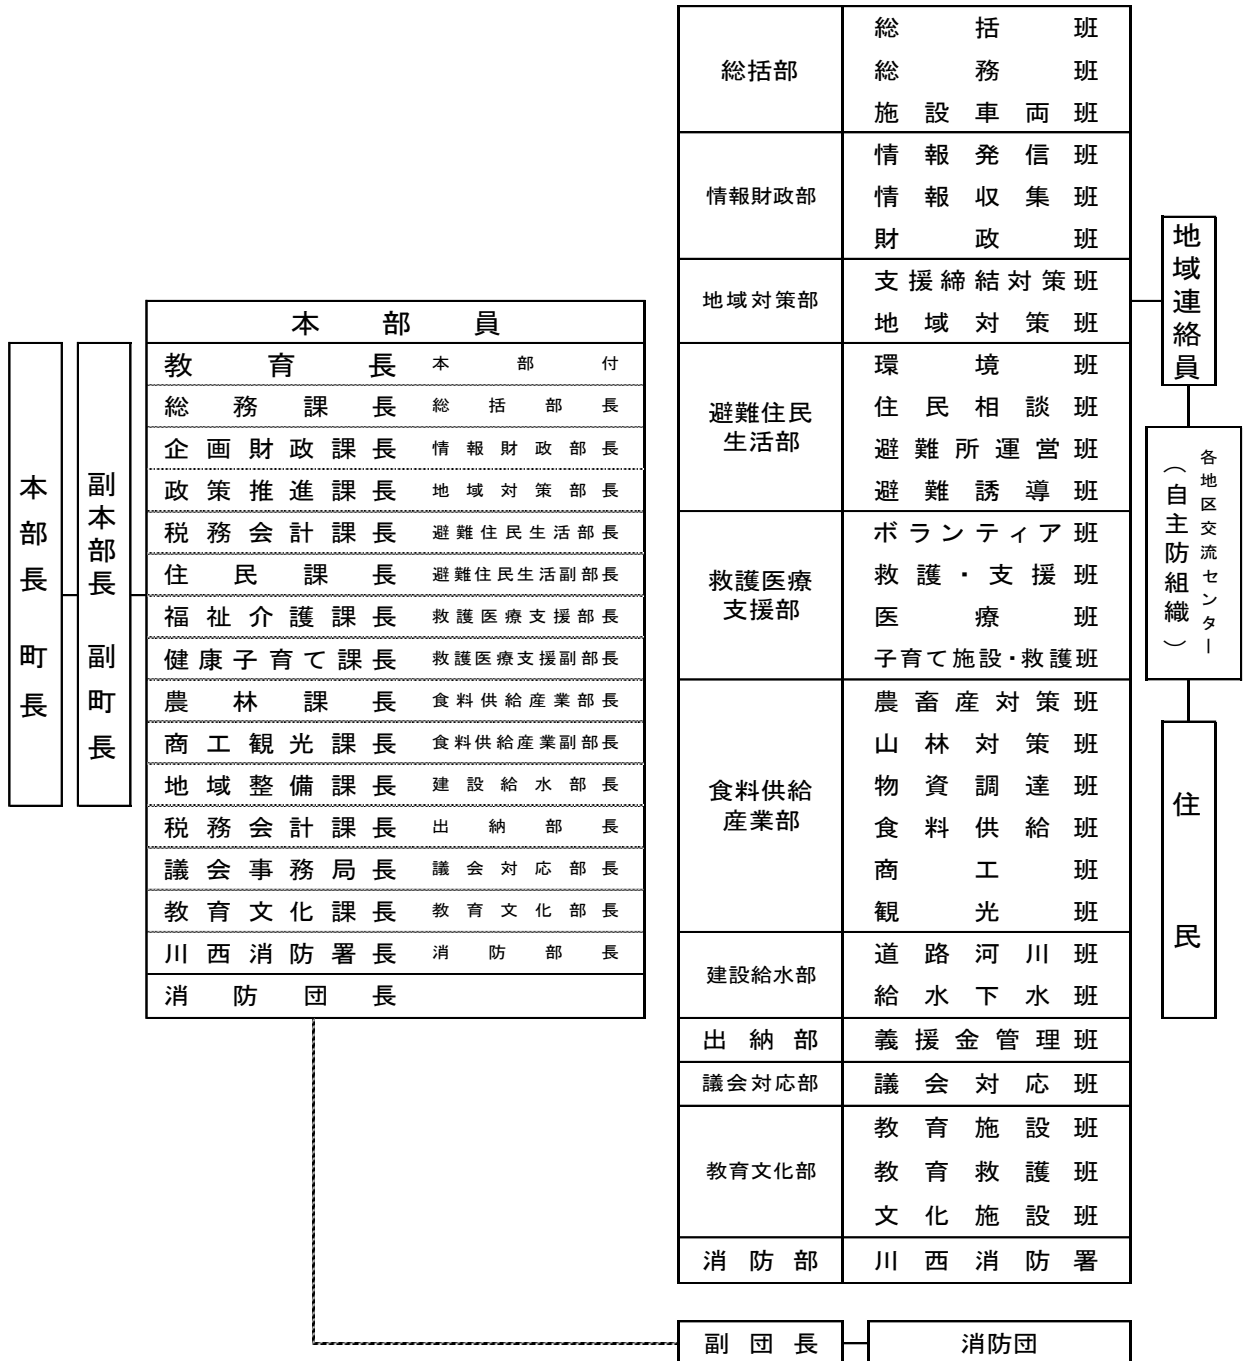 本部長 町長
副本部長 副町長
本部員
教育長 本部付
総務課長 総括部長
企画財政課長 情報財政部長
政策推進課長 地域対策部長
税務会計課長 避難住民生活部長
住民課長 避難住民生活副部長
福祉介護課長 救護医療支援部長
健康子育て課長 救護医療支援副部長
農林課長 食料供給産業部長
商工観光課長 食料供給産業副部長
地域整備課長 建設給水部長
税務会計課長 出納部長
議会事務局長 議会対応部長
教育文化課長 教育文化部長
川西消防署長 消防部長
消防団長
総括部
総括班
総務班
施設車両班
情報財政部
情報発信班
情報収集班
財政班
地域対策部
支援締結対策班
地域対策班
避難住民
生活部
環境班
住民相談班
避難所運営班
避難誘導班
救護医療
支援部
ボランティア班
救護・支援班
医療班
子育て施設・救護班
食料供給
産業部
農畜産対策班
山林対策班
物資調達班
食料供給班
商工班
観光班
建設給水部
道路河川班
給水下水班
出納部
義援金管理班
議会対応部
議会対応班
教育文化部
教育施設班
教育救護班
文化施設班
消防部
川西消防署
副団長
消防団
地域連絡員
各地区交流センター
（自主防組織）
住民